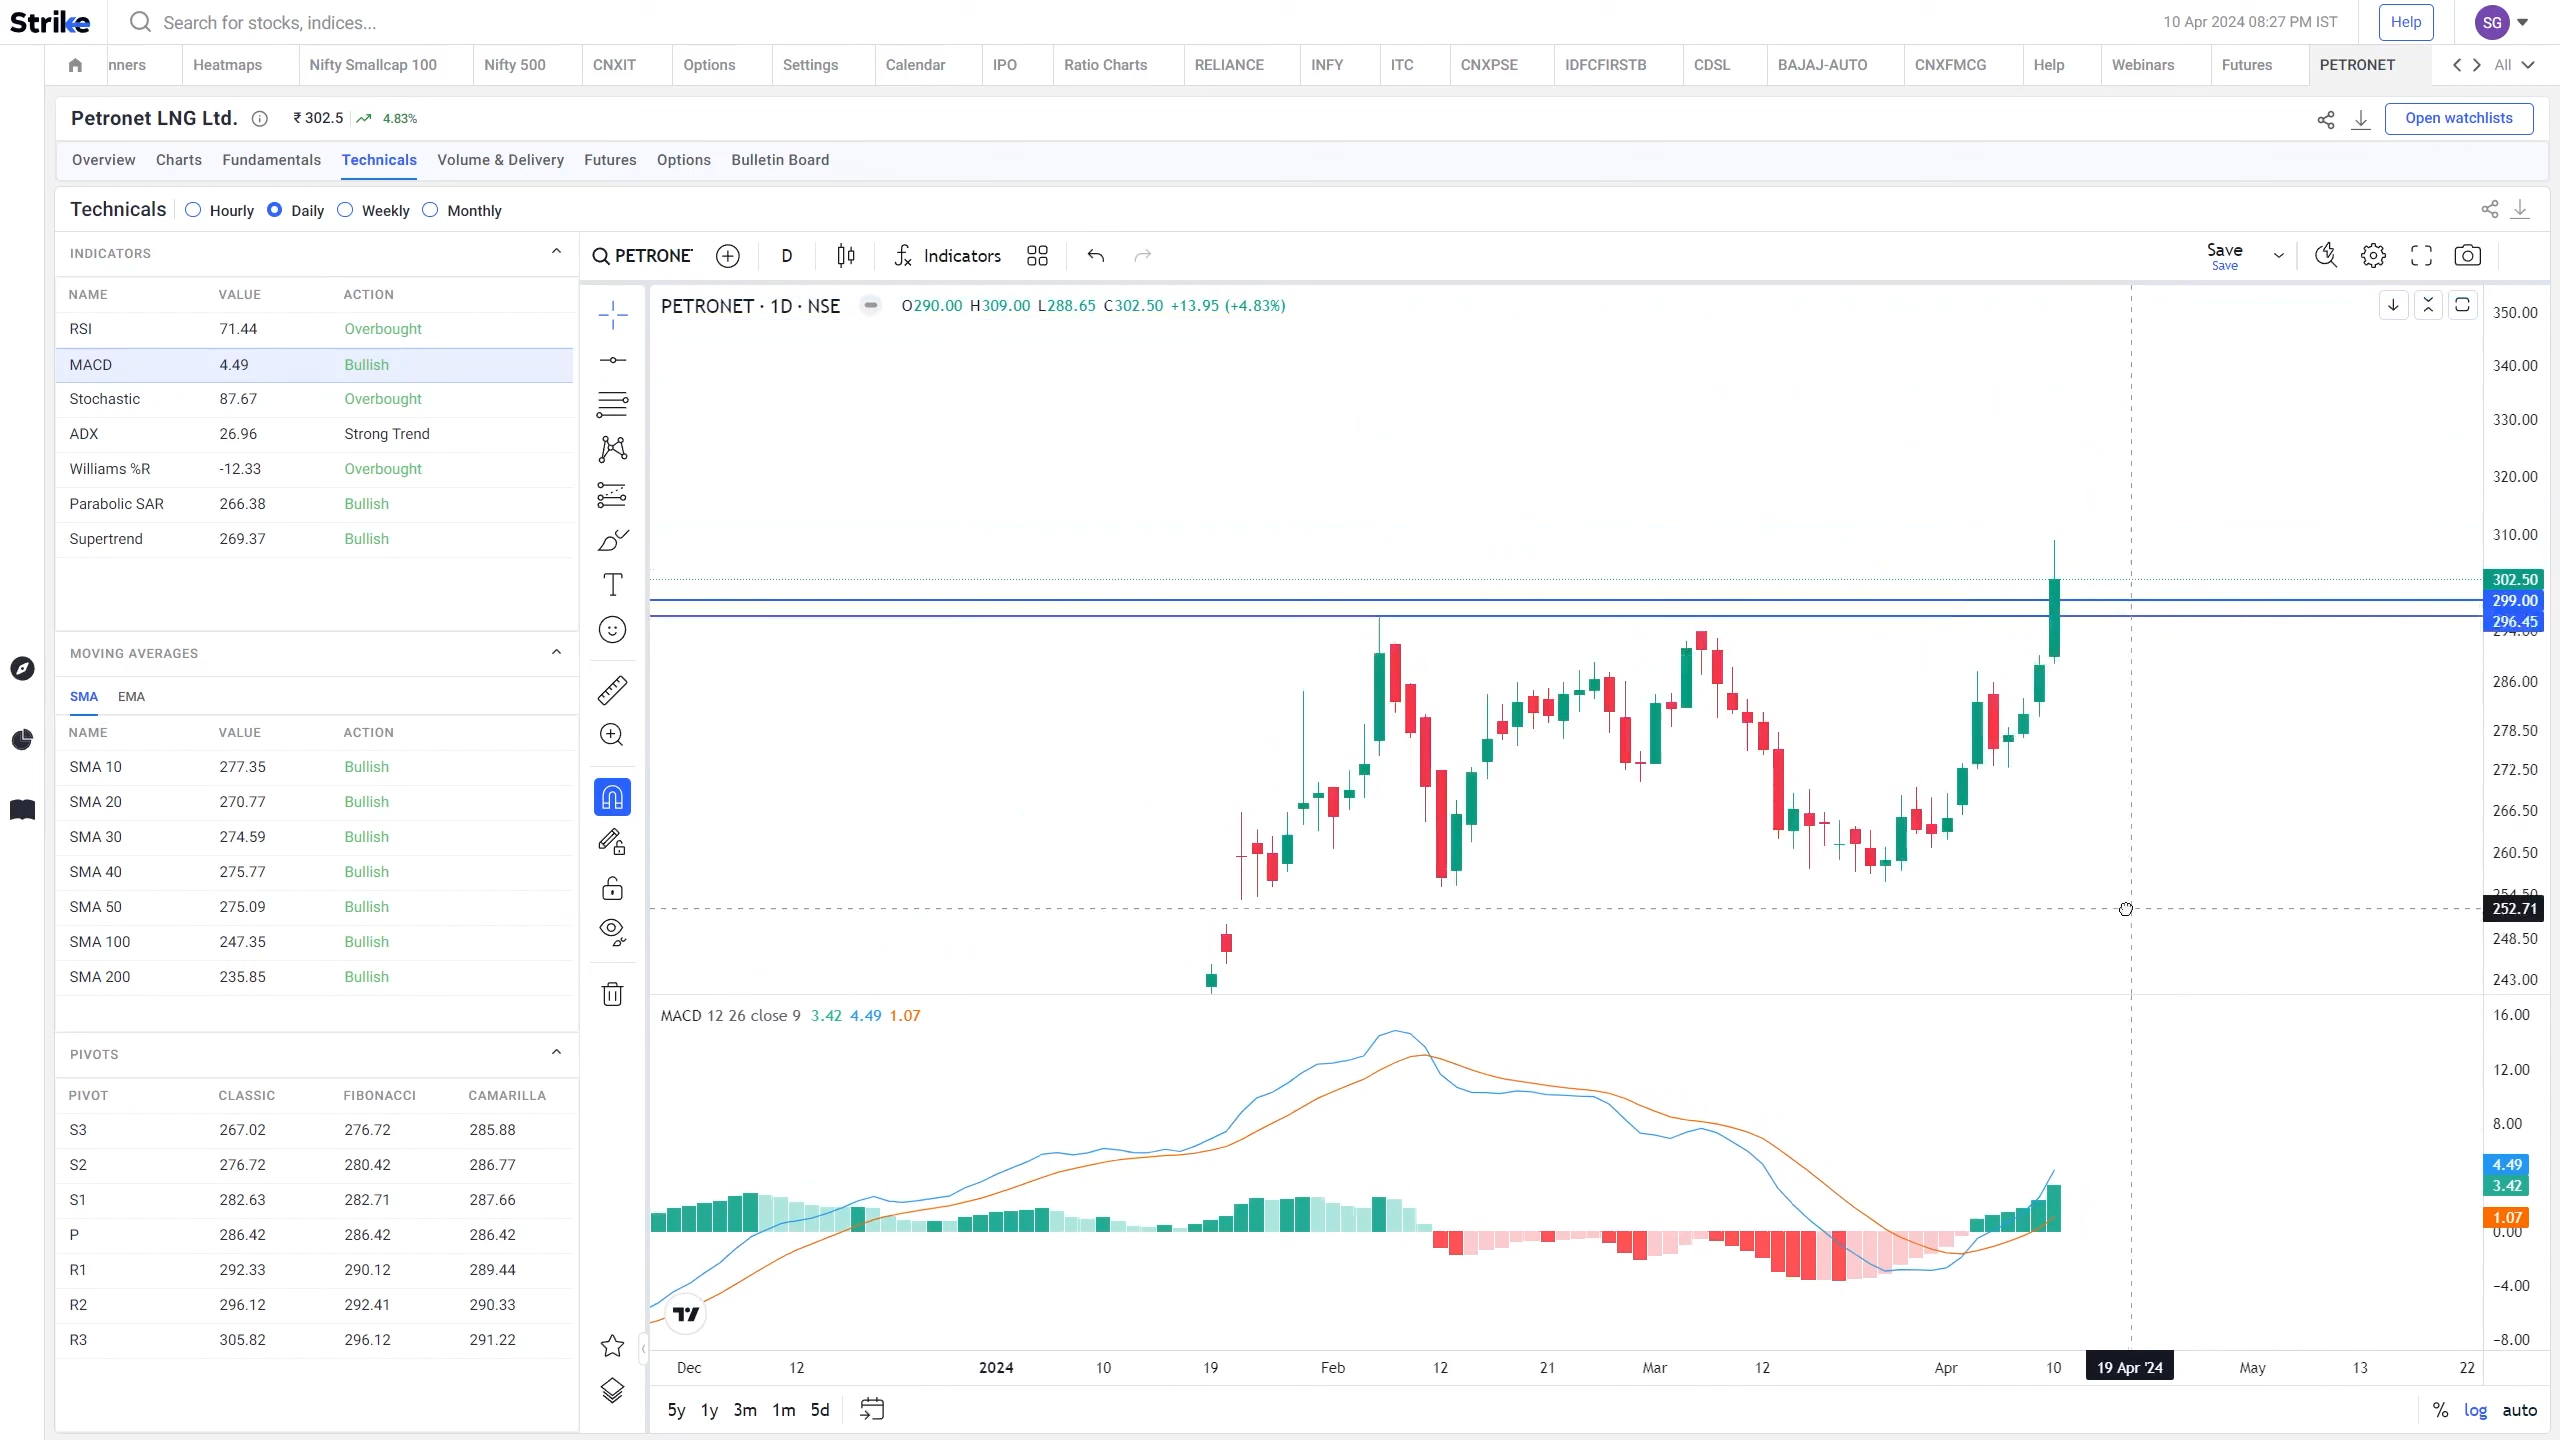 Strike Search for stocks, indices... 10 Apr 2024 08:27 PM IST Help SG
nners Heatmaps Nifty Smallcap 100 Nifty 500 CNXIT Options Settings Calendar IPO Ratio Charts RELIANCE INFY ITC CNXPSE IDFCFIRSTB CDSL BAJAJ-AUTO CNXFMCG Help Webinars Futures PETRONET All
Petronet LNG Ltd. ₹ 302.5 4.83% Open watchlists
Overview Charts Fundamentals Technicals Volume & Delivery Futures Options Bulletin Board
Technicals Hourly Daily Weekly Monthly
INDICATORS
NAME VALUE ACTION
RSI 71.44 Overbought
MACD 4.49 Bullish
Stochastic 87.67 Overbought
ADX 26.96 Strong Trend
Williams %R -12.33 Overbought
Parabolic SAR 266.38 Bullish
Supertrend 269.37 Bullish
MOVING AVERAGES
SMA EMA
NAME VALUE ACTION
SMA 10 277.35 Bullish
SMA 20 270.77 Bullish
SMA 30 274.59 Bullish
SMA 40 275.77 Bullish
SMA 50 275.09 Bullish
SMA 100 247.35 Bullish
SMA 200 235.85 Bullish
PIVOTS
PIVOT CLASSIC FIBONACCI CAMARILLA
S3 267.02 276.72 285.88
S2 276.72 280.42 286.77
S1 282.63 282.71 287.66
P 286.42 286.42 286.42
R1 292.33 290.12 289.44
R2 296.12 292.41 290.33
R3 305.82 296.12 291.22
PETRONE D Indicators Save
Save
PETRONET · 1D · NSE O290.00 H309.00 L288.65 C302.50 +13.95 (+4.83%)
350.00
340.00
330.00
320.00
310.00
302.50
299.00
296.45
286.00
278.50
272.50
266.50
260.50
254.50
252.71
248.50
243.00
MACD 12 26 close 9 3.42 4.49 1.07
16.00
12.00
8.00
4.49
3.42
1.07
0.00
−4.00
−8.00
Dec 12 2024 10 19 Feb 12 21 Mar 12 Apr 10 19 Apr '24 May 13 22
5y 1y 3m 1m 5d % log auto